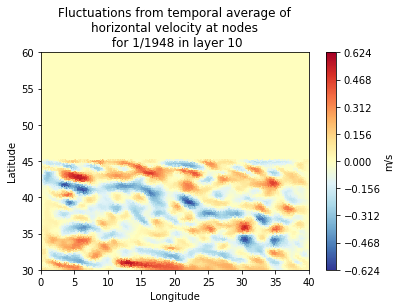 Fluctuations from temporal average of
horizontal velocity at nodes
for 1/1948 in layer 10
60
55
50
45
40
35
30
Latitude
0 5 10 15 20 25 30 35 40
Longitude
0.624
0.468
0.312
0.156
0.000
−0.156
−0.312
−0.468
−0.624
m/s